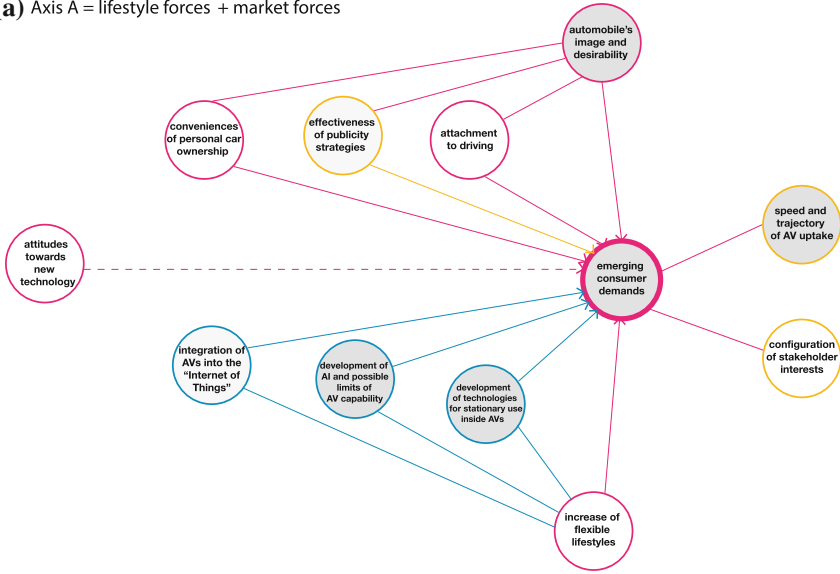 (a) Axis A = lifestyle forces + market forces
automobile's
image and
desirability
conveniences
of personal car
ownership
effectiveness
of publicity
strategies
attachment
to driving
speed and
trajectory
of AV uptake
attitudes
towards
new
technology
emerging
consumer
demands
integration of
AVs into the
“Internet of
Things”
development of
AI and possible
limits of
AV capability
development
of technologies
for stationary use
inside AVs
configuration
of stakeholder
interests
increase of
flexible
lifestyles